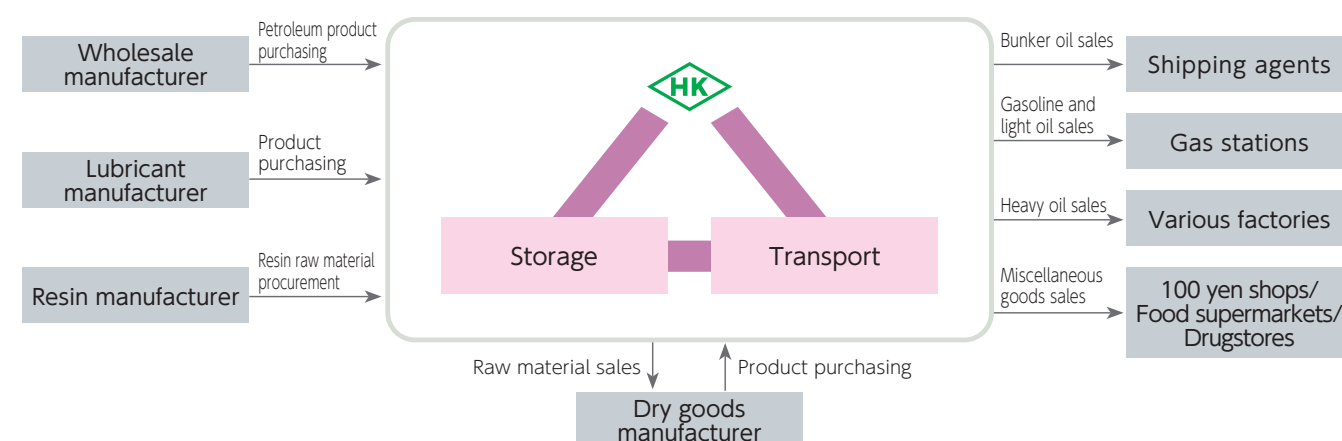 Wholesale
manufacturer
Petroleum product
purchasing
Lubricant
manufacturer
Product
purchasing
Resin manufacturer
Resin raw material
procurement
HK
Storage
Transport
Bunker oil sales
Shipping agents
Gasoline and
light oil sales
Gas stations
Heavy oil sales
Various factories
Miscellaneous
goods sales
100 yen shops/
Food supermarkets/
Drugstores
Raw material sales
Product purchasing
Dry goods
manufacturer